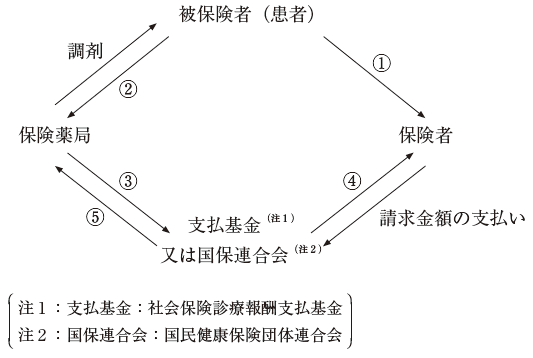 被保険者（患者）
調剤
①
②
保険薬局
保険者
③
④
⑤
支払基金（注１）
請求金額の支払い
又は国保連合会（注２）
注１：支払基金：社会保険診療報酬支払基金
注２：国保連合会：国民健康保険団体連合会